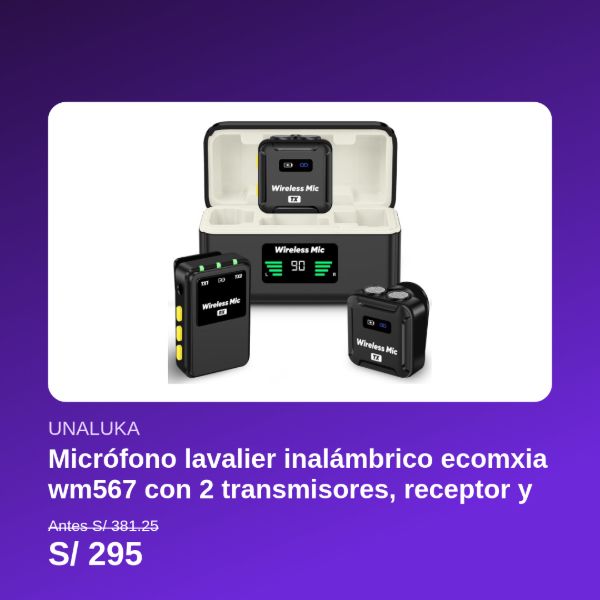 Wireless Mic
TX
Wireless Mic
90
L
R
TX1
TX2
Wireless Mic
RX
Wireless Mic
TX
UNALUKA
Micrófono lavalier inalámbrico ecomxia
wm567 con 2 transmisores, receptor y
Antes S/ 381.25
S/ 295